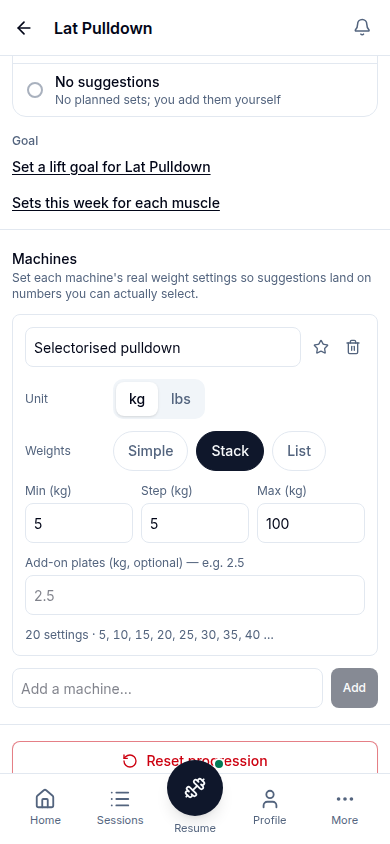 Lat Pulldown
No suggestions
No planned sets; you add them yourself
Goal
Set a lift goal for Lat Pulldown
Sets this week for each muscle
Machines
Set each machine's real weight settings so suggestions land on
numbers you can actually select.
Selectorised pulldown
Unit
kg
lbs
Weights
Simple
Stack
List
Min (kg)
Step (kg)
Max (kg)
5
5
100
Add-on plates (kg, optional) — e.g. 2.5
2.5
20 settings · 5, 10, 15, 20, 25, 30, 35, 40 ...
Add a machine...
Add
Reset progression
Home
Sessions
Resume
Profile
More